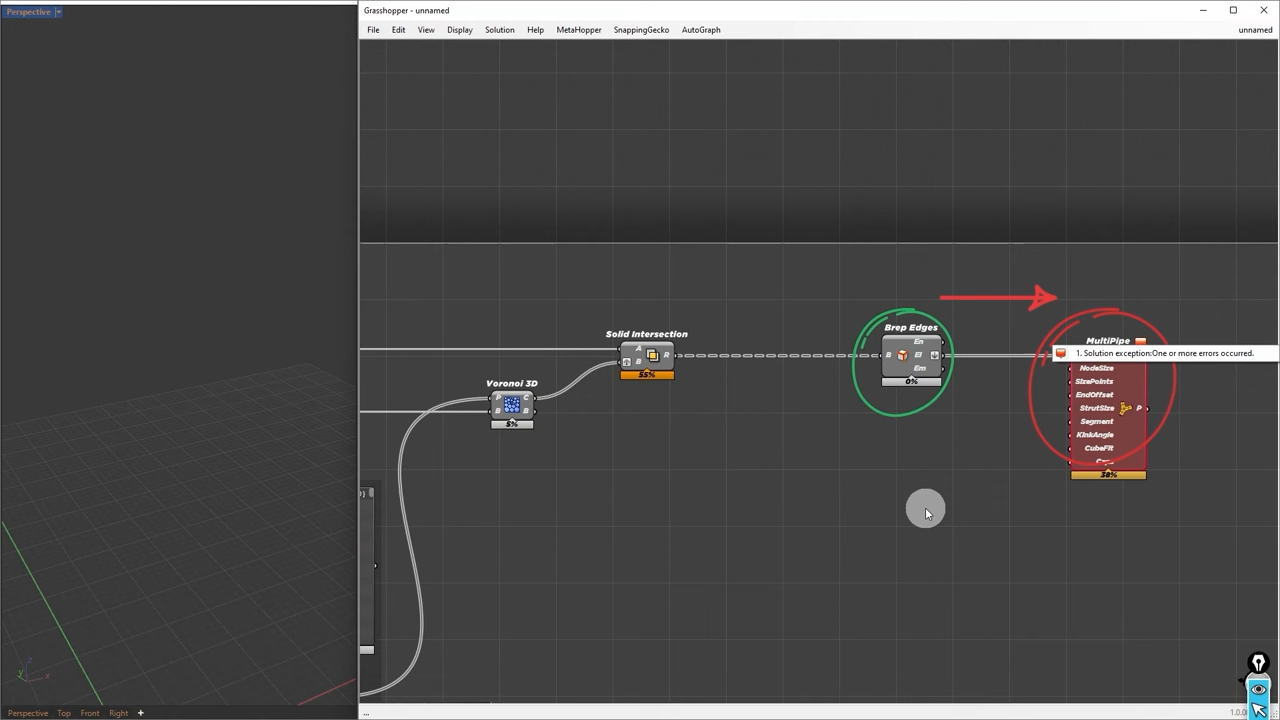 Perspective
Grasshopper - unnamed
File Edit View Display Solution Help MetaHopper SnappingGecko AutoGraph
unnamed
Solid Intersection
A
B
R
55%
Voronoi 3D
P
B
C
B
5%
Brep Edges
B
En
EI
Em
0%
MultiPipe
1. Solution exception:One or more errors occurred.
NodeSize
SizePoints
EndOffset
StrutSize
Segment
KinkAngle
CubeFit
P
38%
z
y
x
Perspective Top Front Right
...